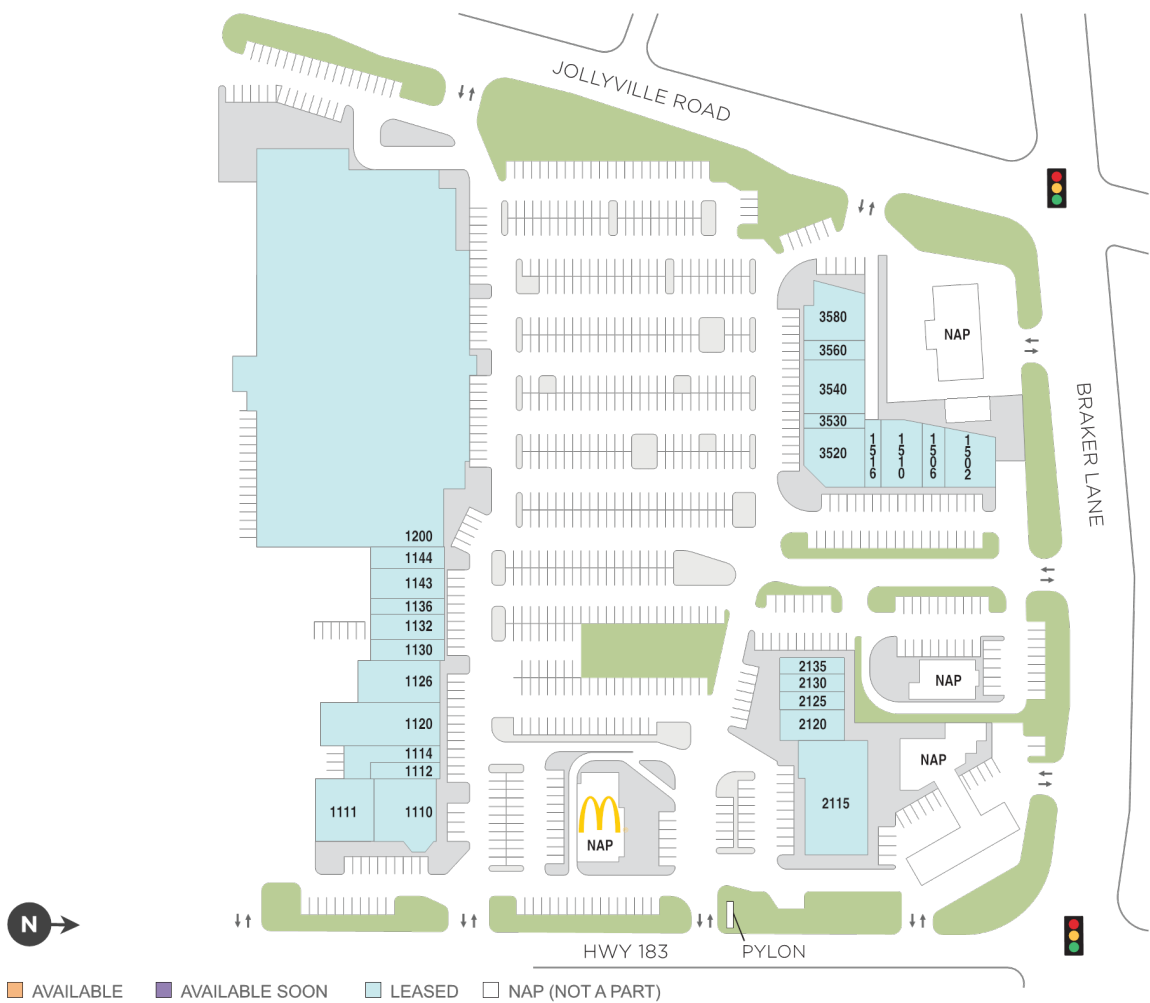 JOLLYVILLE ROAD
3580
NAP
3560
3540
3530
3520
1516
1510
1506
1502
BRAKER LANE
1200
1144
1143
1136
1132
1130
1126
1120
1114
1112
1111
1110
2135
2130
2125
2120
2115
NAP
NAP
NAP
N
HWY 183
PYLON
AVAILABLE
AVAILABLE SOON
LEASED
NAP (NOT A PART)